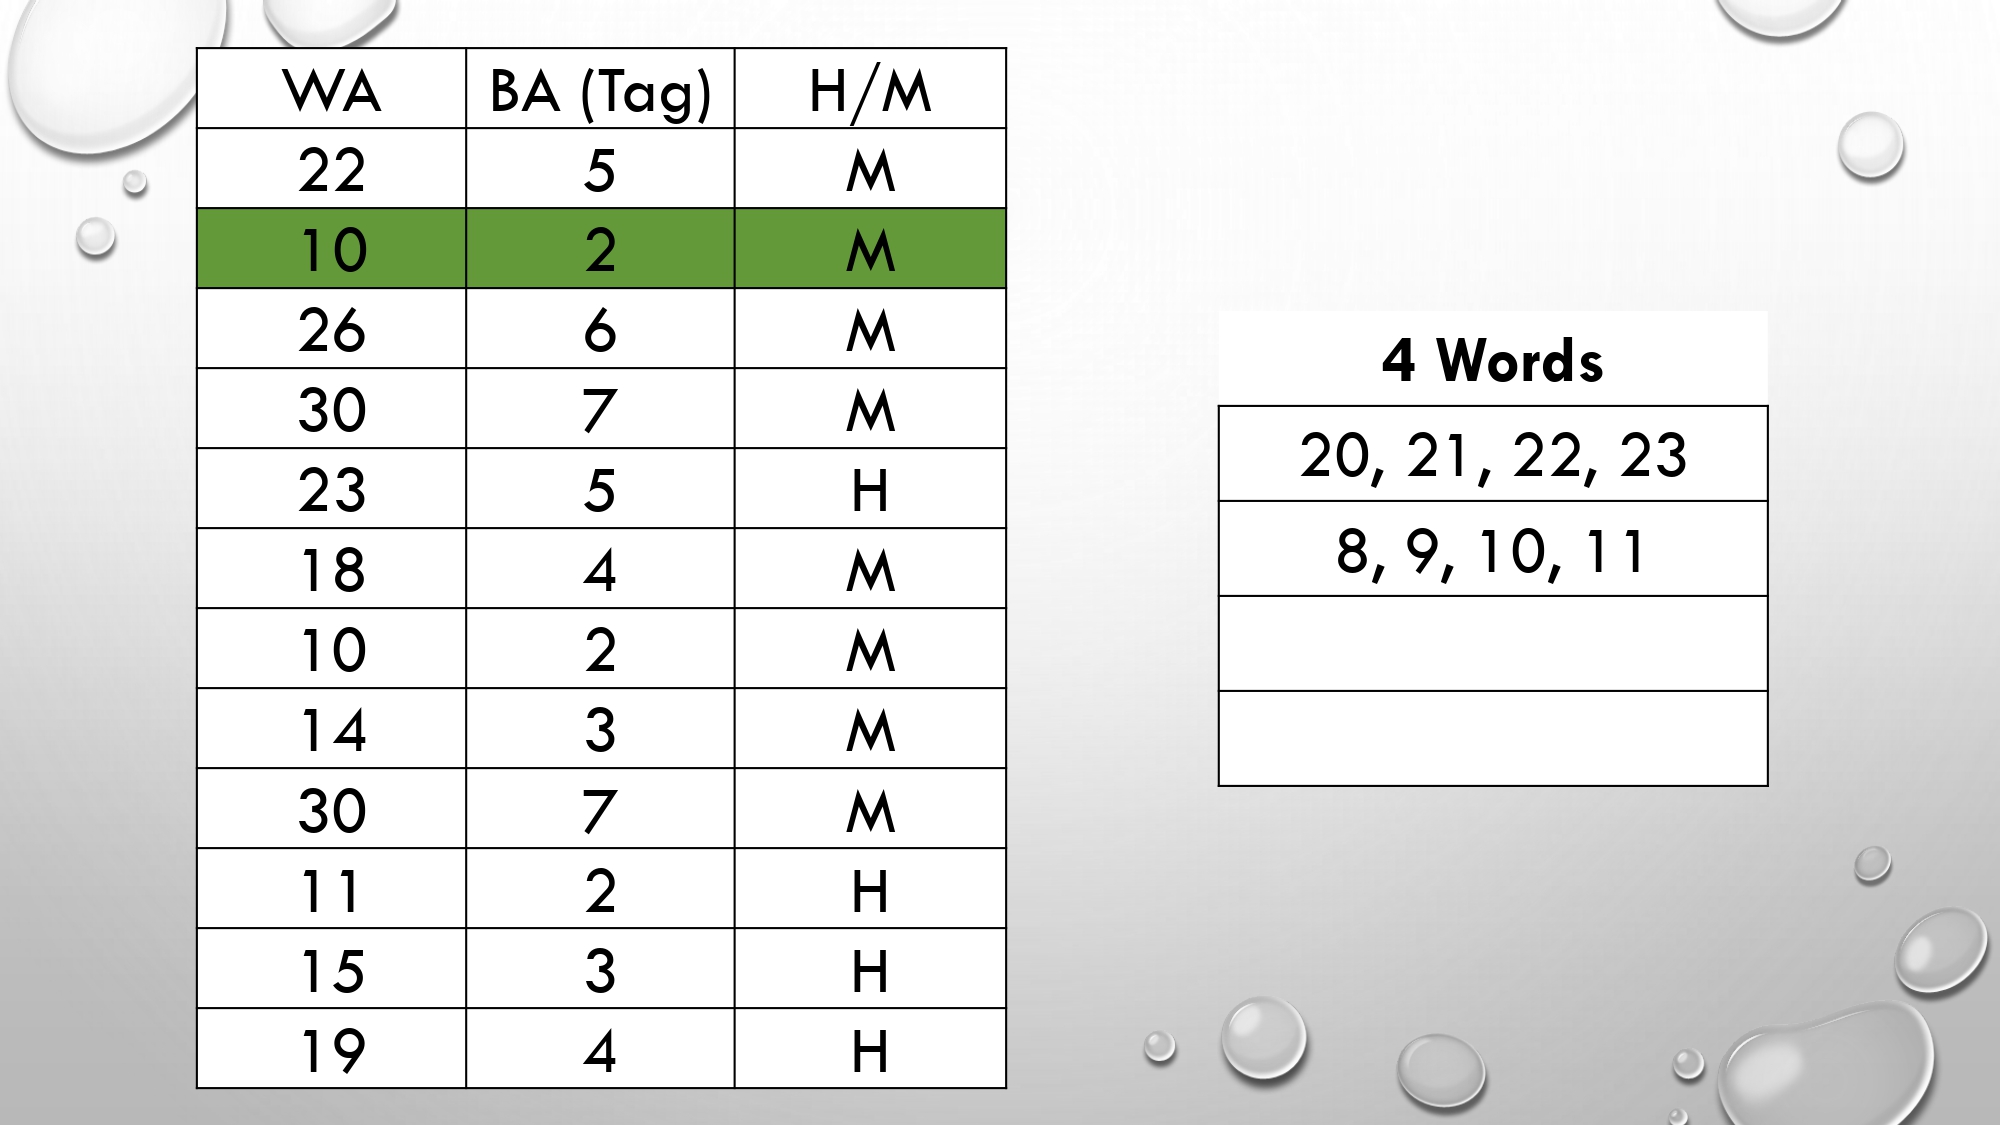 WA BA (Tag) H/M
22 5 M
10 2 M
26 6 M
30 7 M
23 5 H
18 4 M
10 2 M
14 3 M
30 7 M
11 2 H
15 3 H
19 4 H
4 Words
20, 21, 22, 23
8, 9, 10, 11